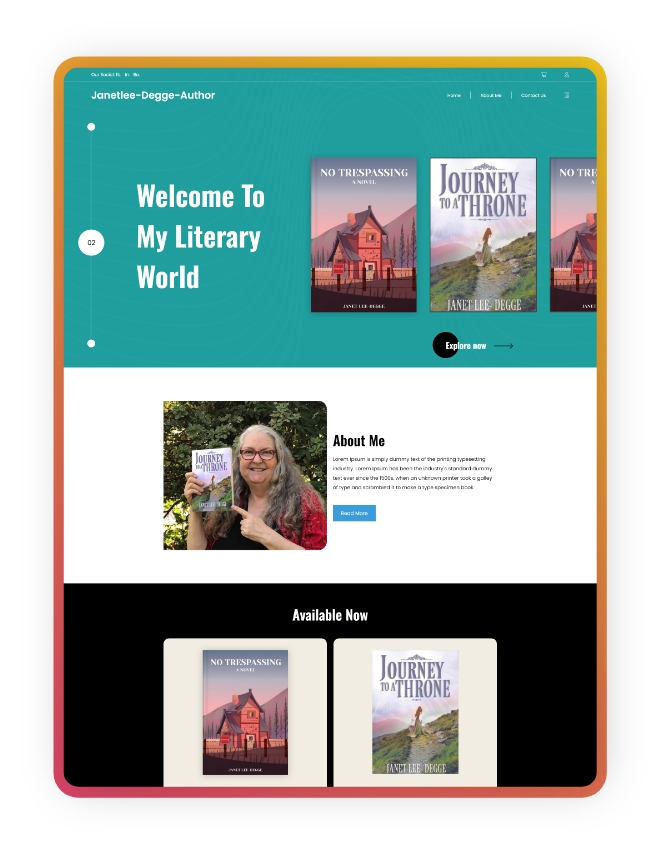 Our Social: Fb. In. Be.
Janetlee-Degge-Author
Home
About Me
Contact Us
02
Welcome To
My Literary
World
NO TRESPASSING
A NOVEL
JANET LEE-DEGGE
JOURNEY
TO A THRONE
JANET LEE- DEGGE
NO TRE
A N
JANET
Explore now
JOURNEY
TO A THRONE
About Me
Lorem Ipsum is simply dummy text of the printing typesetting
industry. Lorem Ipsum has been the industry's standard dummy
text ever since the 1500s, when an unknown printer took a galley
of type and scrambled it to make a type specimen book.
Read More
Available Now
NO TRESPASSING
A NOVEL
JANET LEE-DEGGE
JOURNEY
TO A THRONE
JANET LEE- DEGGE